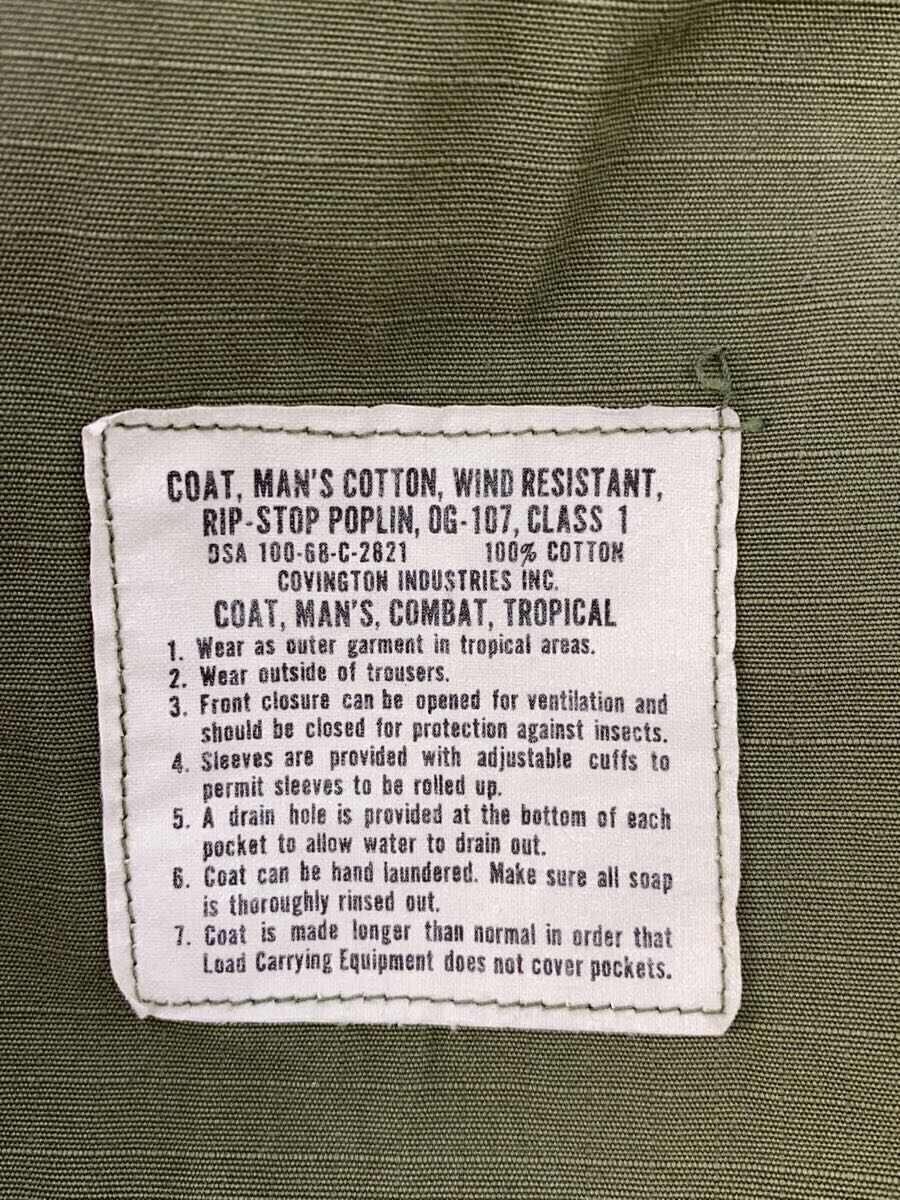 COAT, MAN'S COTTON, WIND RESISTANT,
RIP-STOP POPLIN, OG-107, CLASS 1
DSA 100-68-C-2821 100% COTTON
COVINGTON INDUSTRIES INC.
COAT, MAN'S, COMBAT, TROPICAL
1. Wear as outer garment in tropical areas.
2. Wear outside of trousers.
3. Front closure can be opened for ventilation and
should be closed for protection against insects.
4. Sleeves are provided with adjustable cuffs to
permit sleeves to be rolled up.
5. A drain hole is provided at the bottom of each
pocket to allow water to drain out.
6. Coat can be hand laundered. Make sure all soap
is thoroughly rinsed out.
7. Coat is made longer than normal in order that
Load Carrying Equipment does not cover pockets.